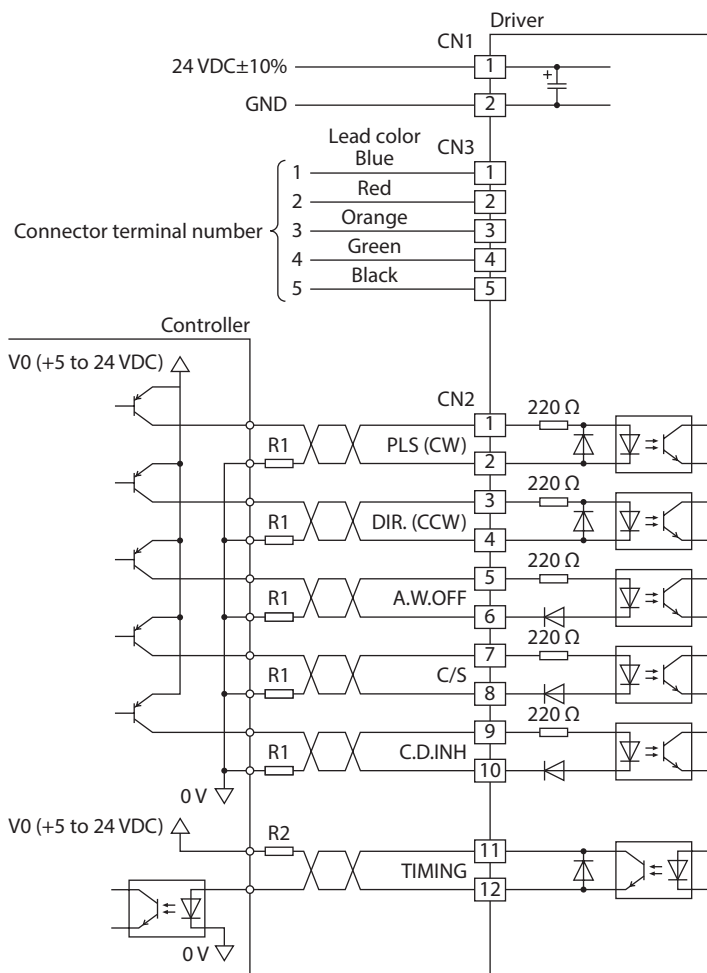 Driver
CN1
24 VDC±10%
1
GND
2
Lead color
CN3
Blue
1
1
Red
2
2
Orange
Connector terminal number
3
3
Green
4
4
Black
5
5
Controller
V0 (+5 to 24 VDC)
CN2
220 Ω
1
R1
PLS (CW)
2
220 Ω
3
R1
DIR. (CCW)
4
220 Ω
5
R1
A.W.OFF
6
220 Ω
7
R1
C/S
8
220 Ω
9
R1
C.D.INH
10
0 V
V0 (+5 to 24 VDC)
R2
11
TIMING
12
0 V